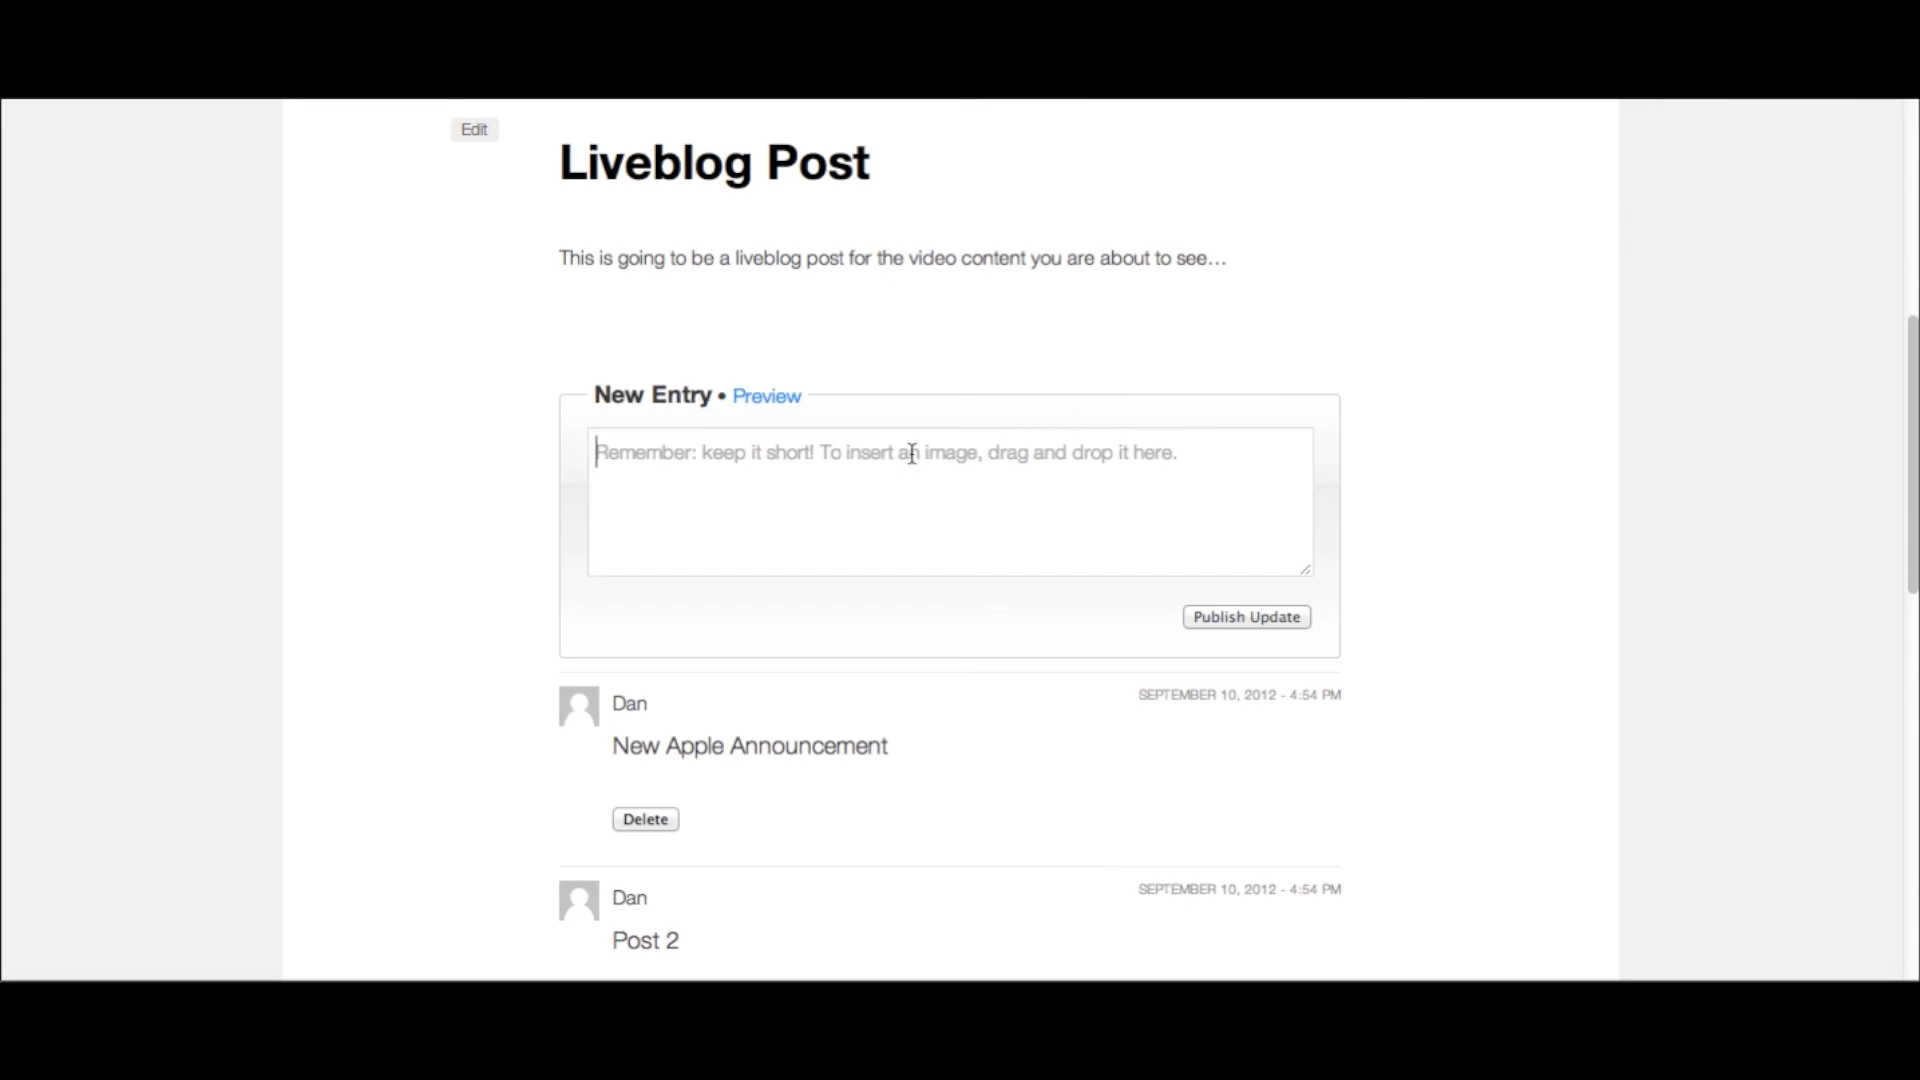 Edit
Liveblog Post
This is going to be a liveblog post for the video content you are about to see…
New Entry • Preview
Remember: keep it short! To insert an image, drag and drop it here.
Publish Update
Dan
SEPTEMBER 10, 2012 - 4:54 PM
New Apple Announcement
Delete
Dan
SEPTEMBER 10, 2012 - 4:54 PM
Post 2